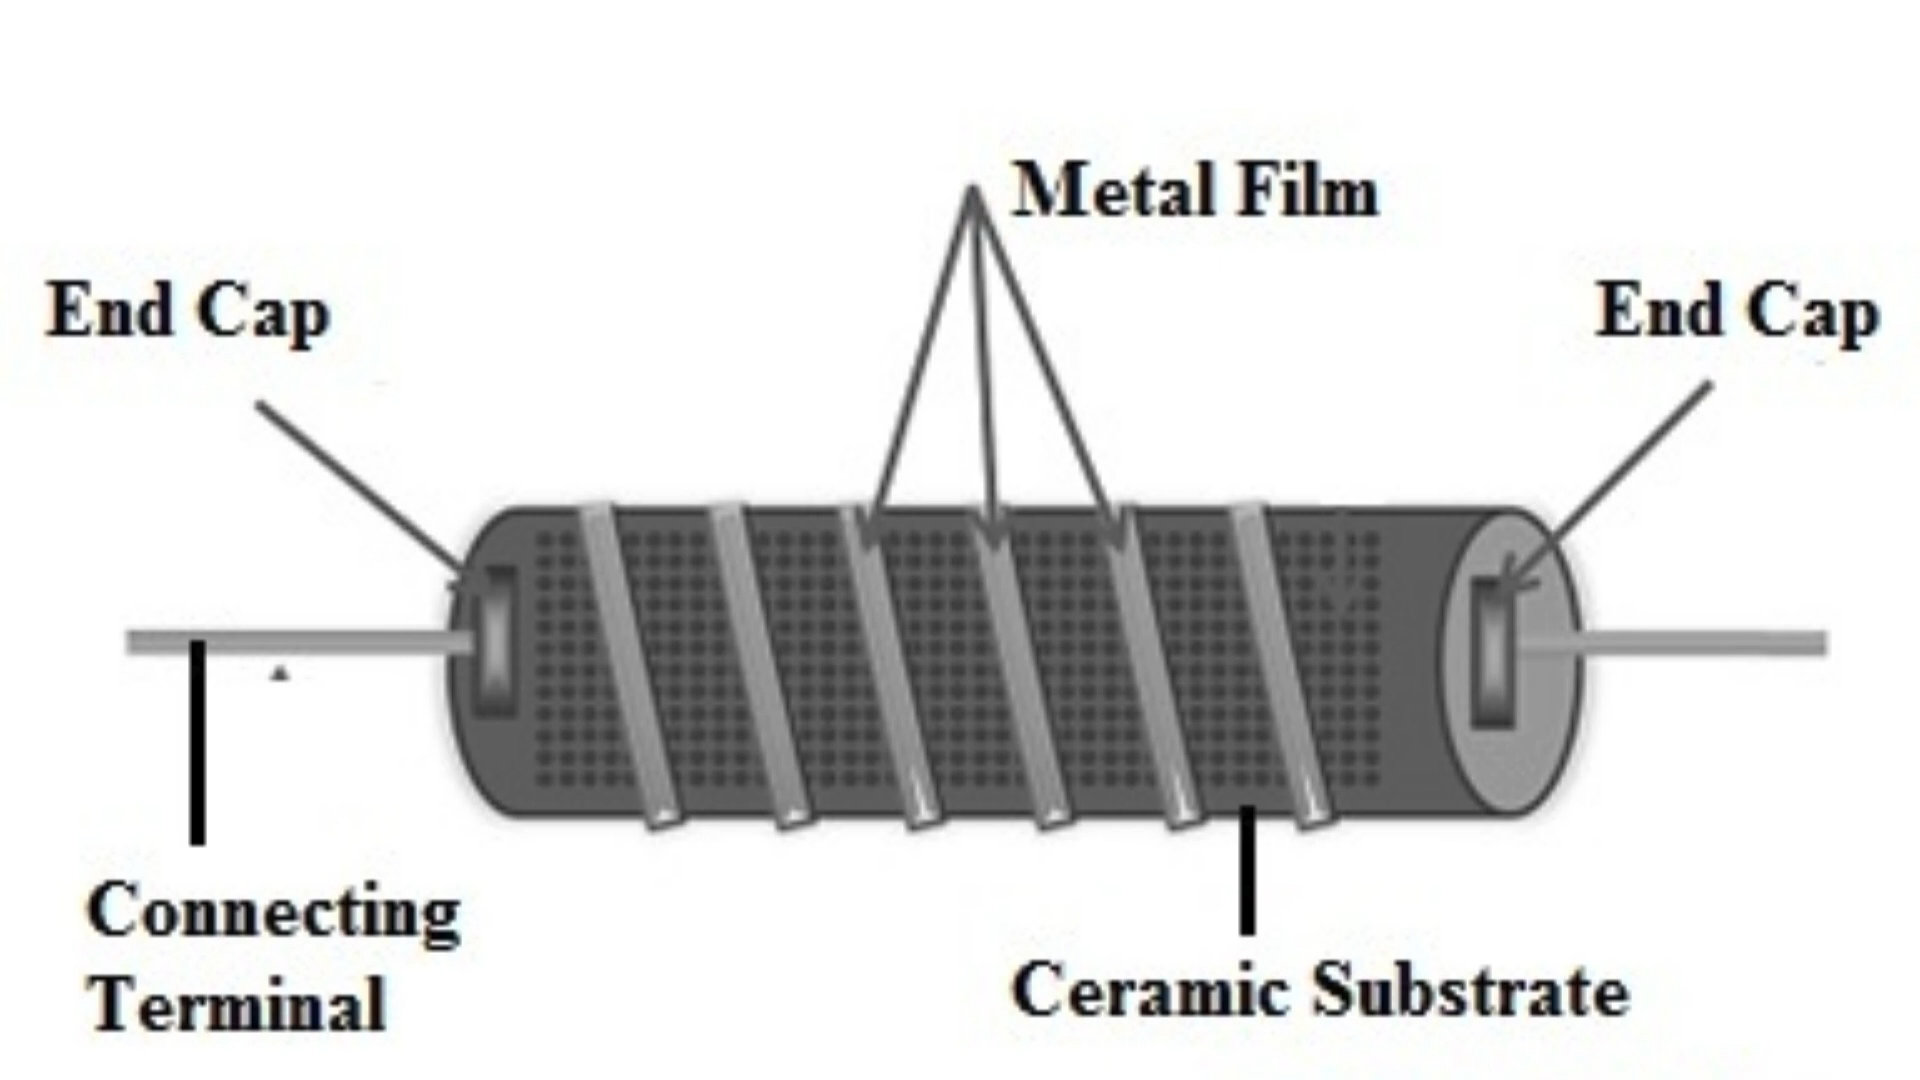 Metal Film
End Cap
End Cap
Connecting
Terminal
Ceramic Substrate